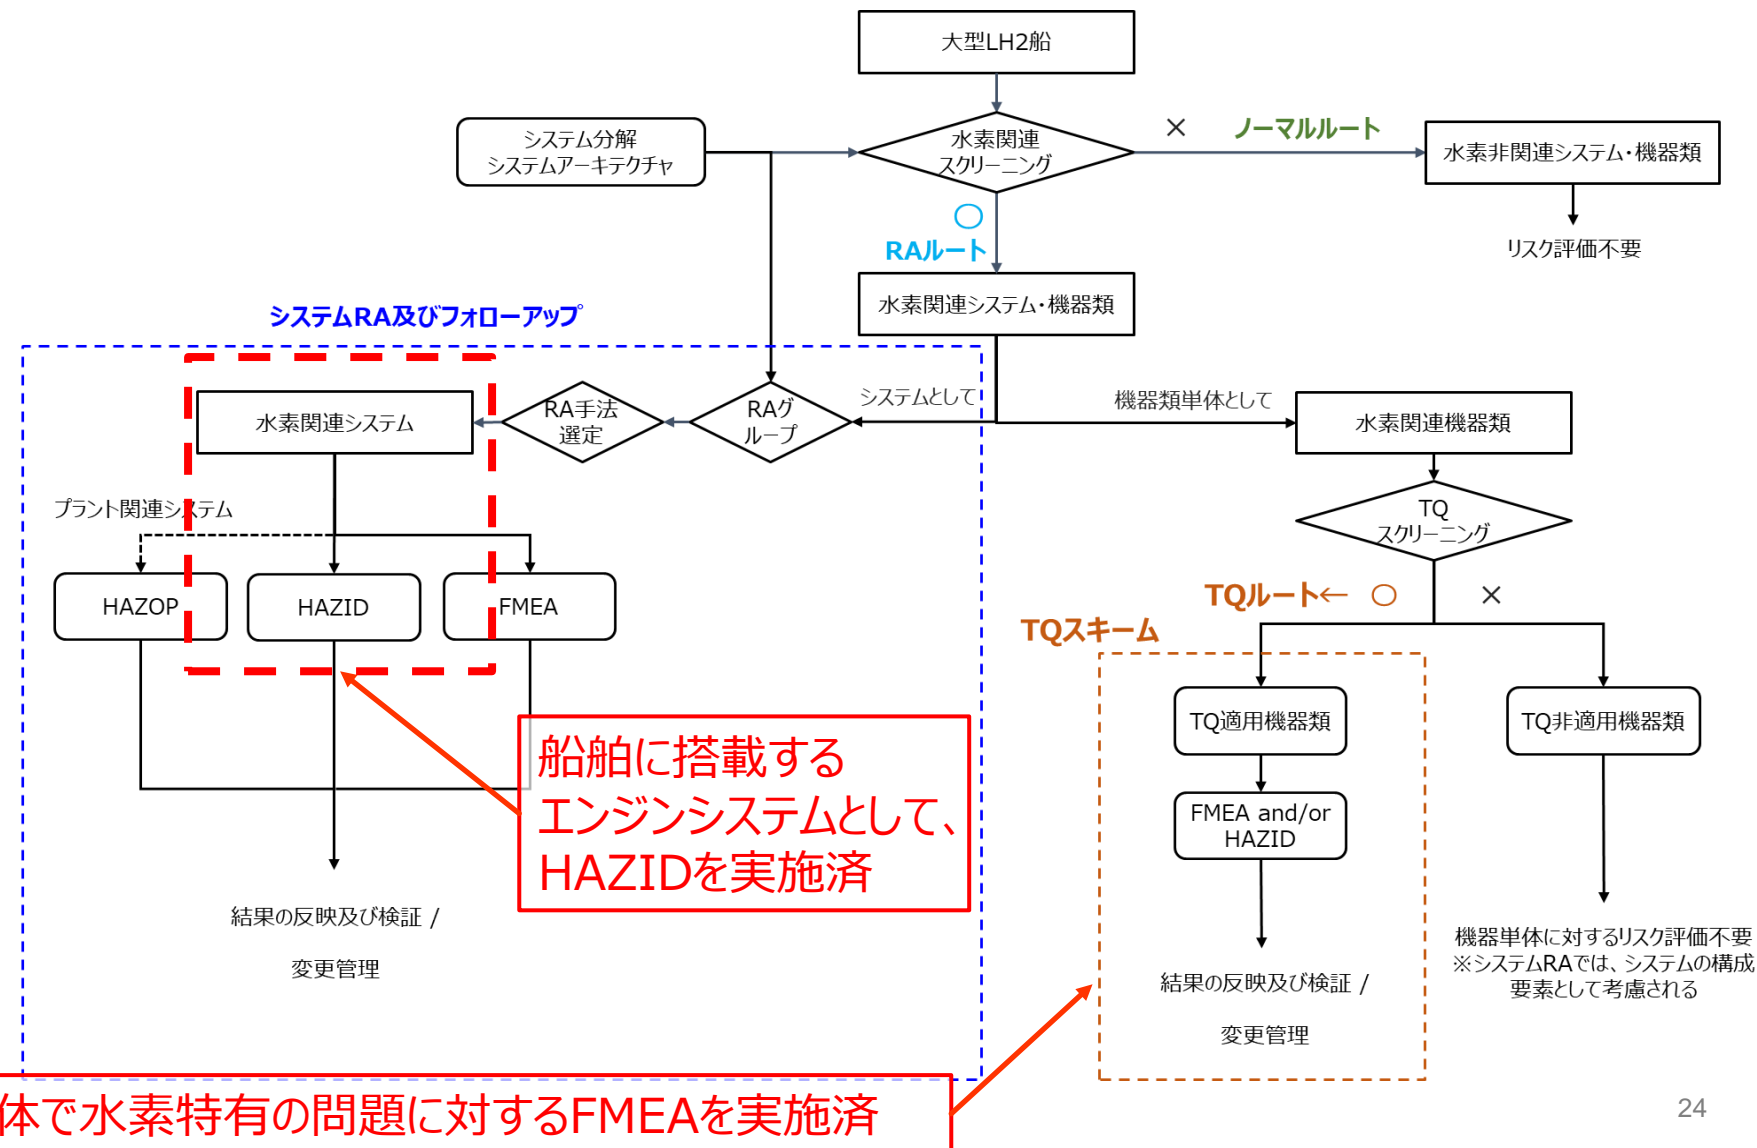 大型LH2船
システム分解
システムアーキテクチャ
水素関連
スクリーニング
×
ノーマルルート
水素非関連システム・機器類
リスク評価不要
〇
RAルート
水素関連システム・機器類
システムRA及びフォローアップ
システムとして
機器類単体として
水素関連システム
RA手法
選定
RAグ
ループ
水素関連機器類
プラント関連システム
TQ
スクリーニング
HAZOP
HAZID
FMEA
TQルート← 〇
×
TQスキーム
TQ適用機器類
TQ非適用機器類
船舶に搭載する
エンジンシステムとして、
HAZIDを実施済
FMEA and/or
HAZID
結果の反映及び検証 /
変更管理
結果の反映及び検証 /
変更管理
機器単体に対するリスク評価不要
※システムRAでは、システムの構成
要素として考慮される
体で水素特有の問題に対するFMEAを実施済
24